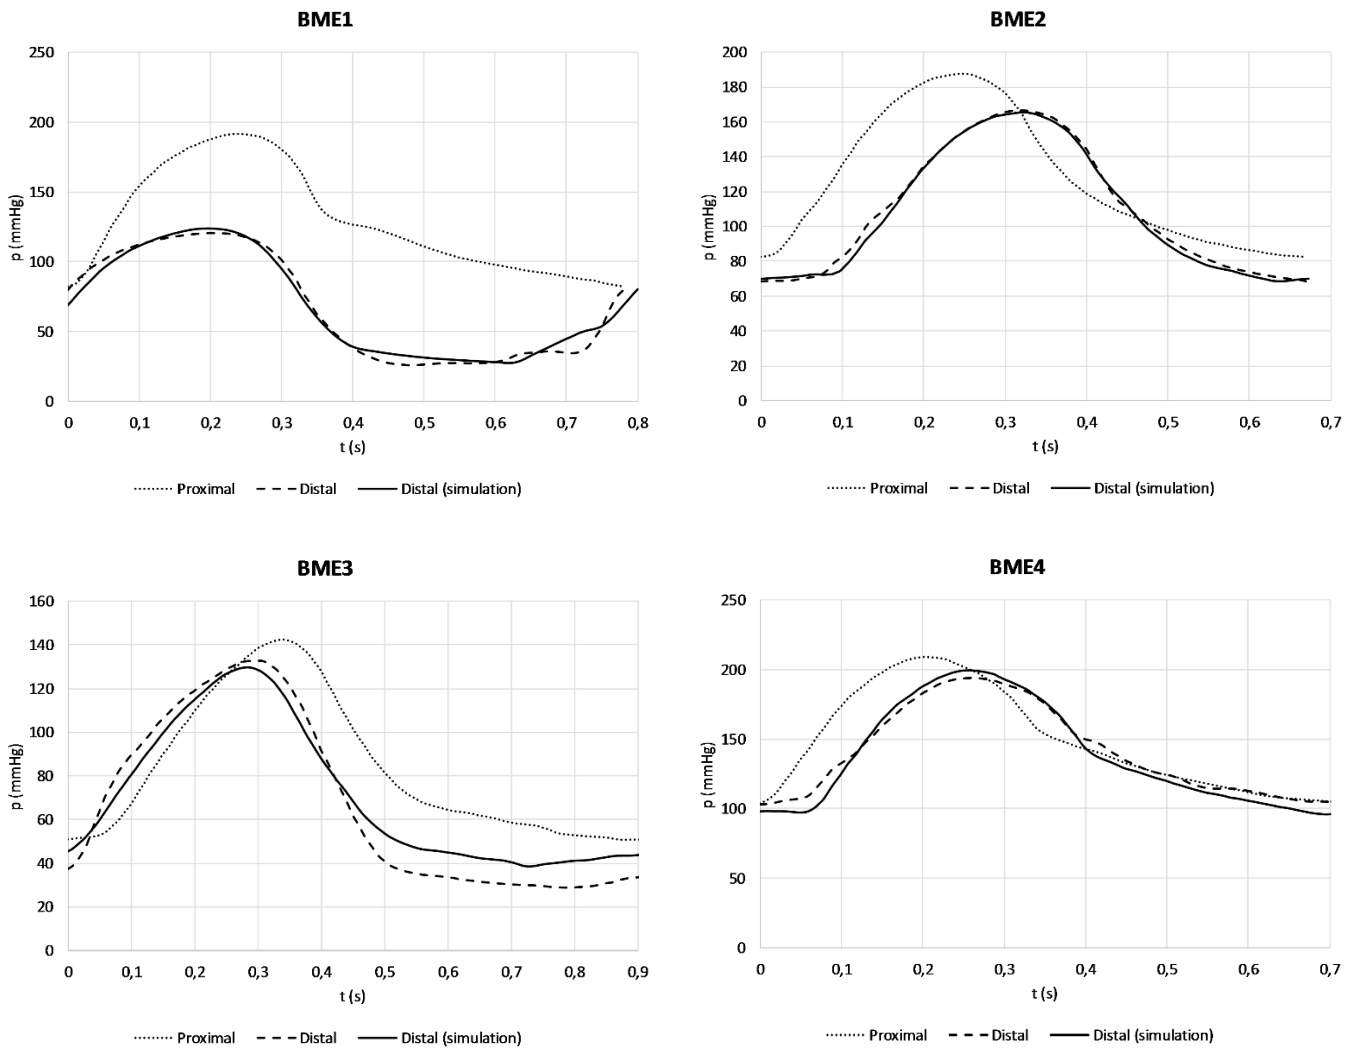 BME1
250
200
150
100
50
0
p (mmHg)
0 0,1 0,2 0,3 0,4 0,5 0,6 0,7 0,8
t (s)
Proximal Distal Distal (simulation)
BME2
200
180
160
140
120
100
80
60
40
20
0
p (mmHg)
0 0,1 0,2 0,3 0,4 0,5 0,6 0,7
t (s)
Proximal Distal Distal (simulation)
BME3
160
140
120
100
80
60
40
20
0
p (mmHg)
0 0,1 0,2 0,3 0,4 0,5 0,6 0,7 0,8 0,9
t (s)
Proximal Distal Distal (simulation)
BME4
250
200
150
100
50
0
p (mmHg)
0 0,1 0,2 0,3 0,4 0,5 0,6 0,7
t (s)
Proximal Distal Distal (simulation)